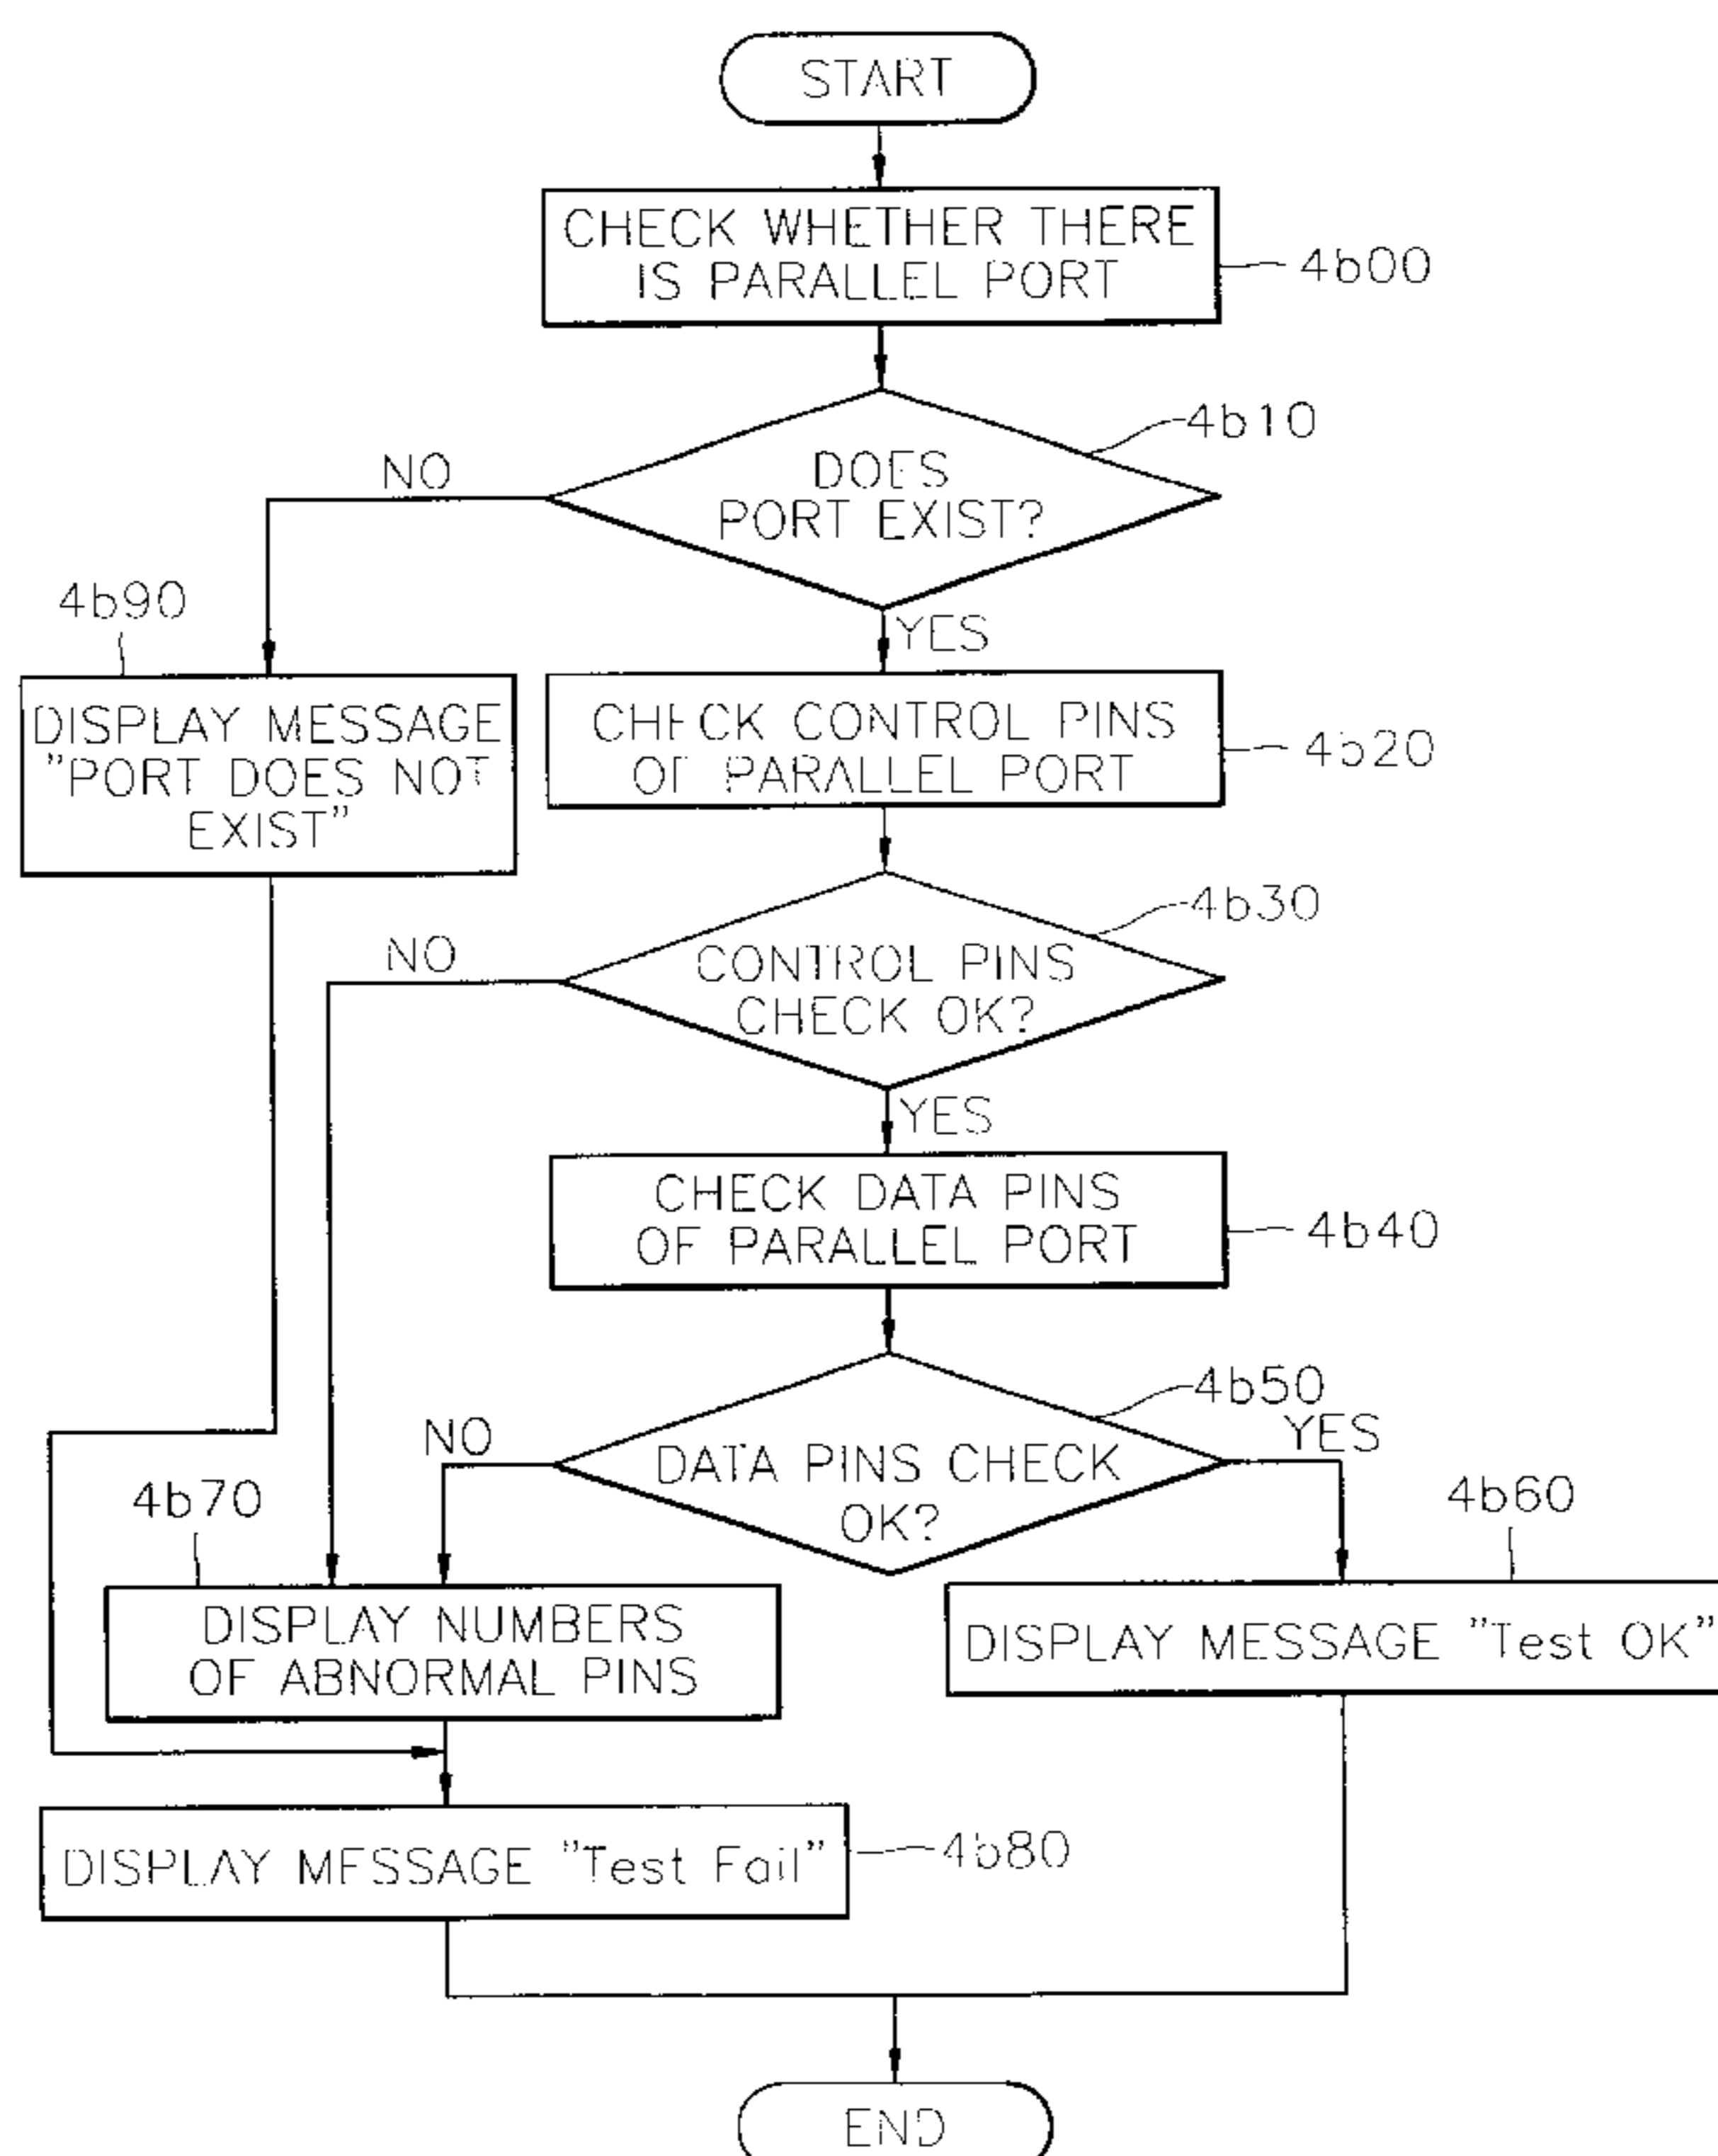 START
CHECK WHETHER THERE
IS PARALLEL PORT
4b00
4b10
DOES
PORT EXIST?
NO
YES
4b90
DISPLAY MESSAGE
"PORT DOES NOT
EXIST"
CHECK CONTROL PINS
OF PARALLEL PORT
4b20
4b30
CONTROL PINS
CHECK OK?
NO
YES
CHECK DATA PINS
OF PARALLEL PORT
4b40
4b50
DATA PINS CHECK
OK?
NO
YES
4b70
DISPLAY NUMBERS
OF ABNORMAL PINS
4b60
DISPLAY MESSAGE "Test OK"
DISPLAY MESSAGE "Test Fail"
4b80
END